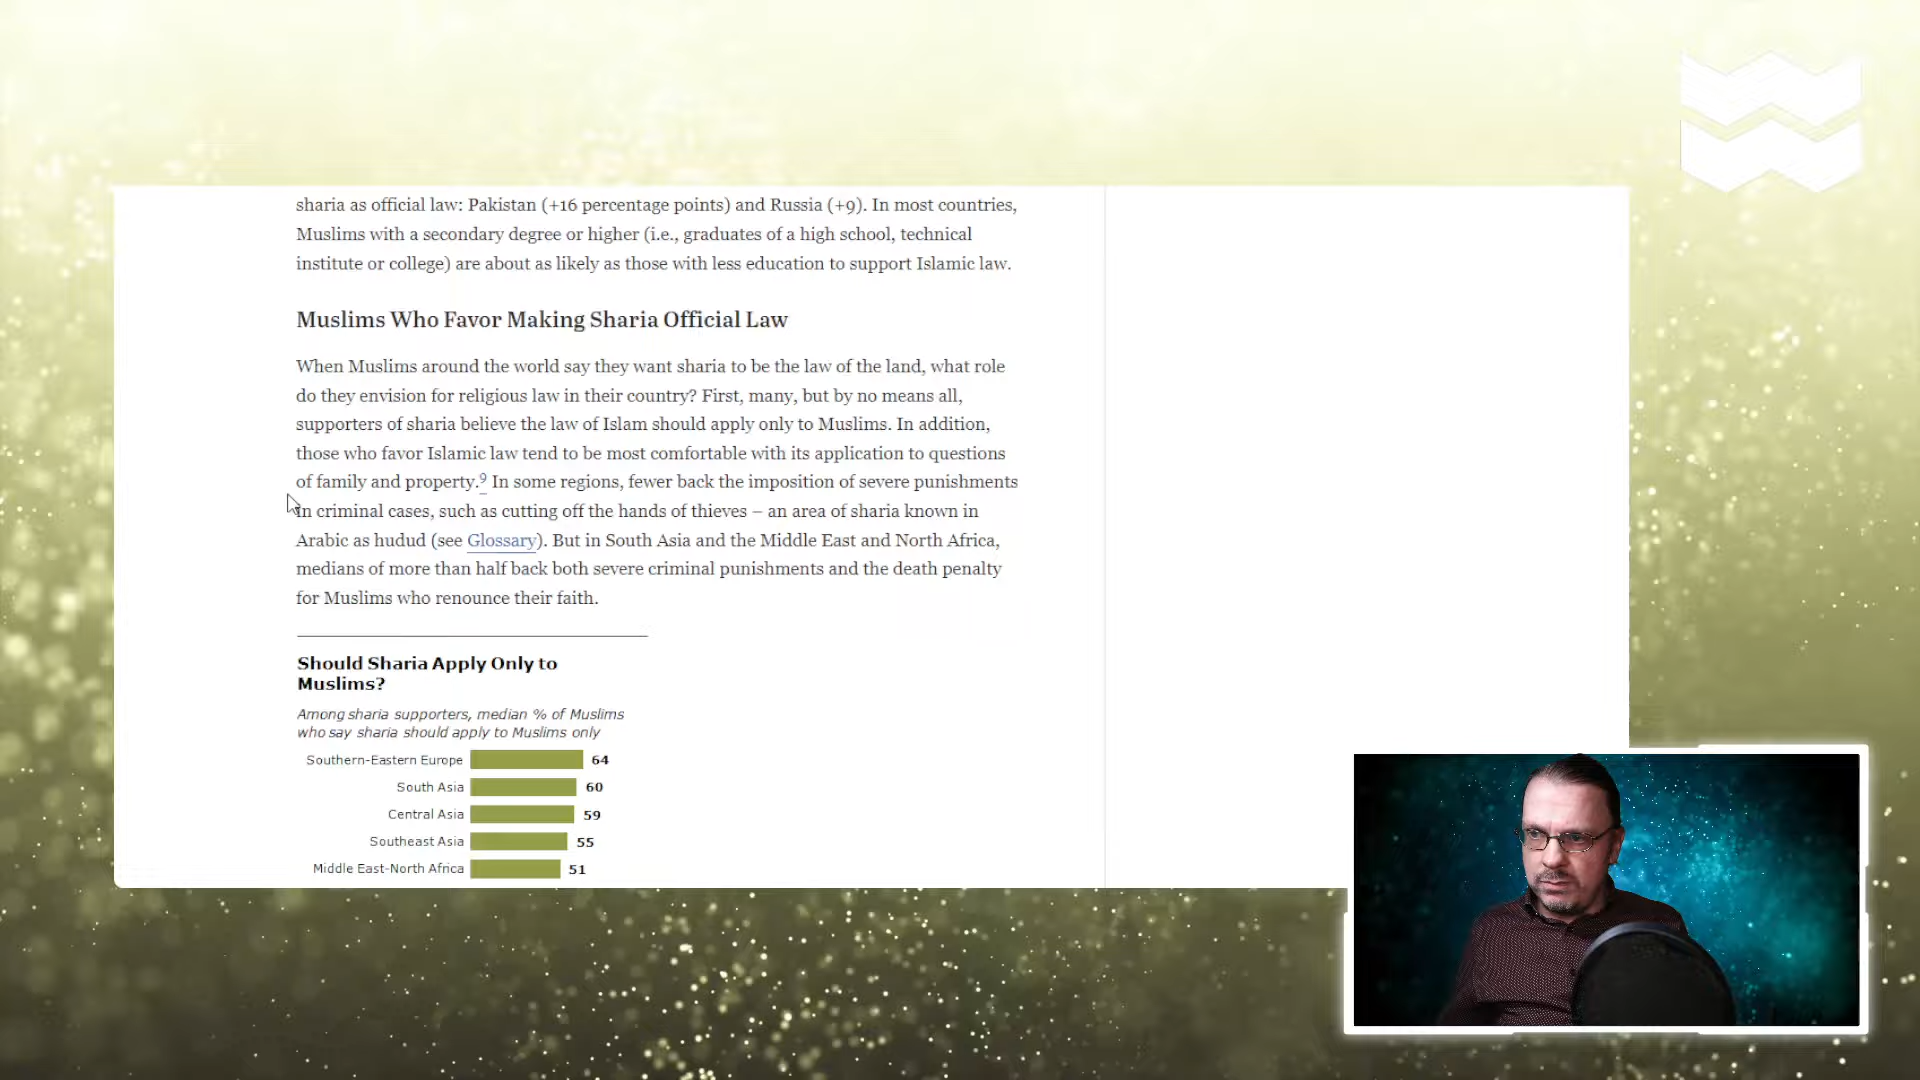 sharia as official law: Pakistan (+16 percentage points) and Russia (+9). In most countries,
Muslims with a secondary degree or higher (i.e., graduates of a high school, technical
institute or college) are about as likely as those with less education to support Islamic law.
Muslims Who Favor Making Sharia Official Law
When Muslims around the world say they want sharia to be the law of the land, what role
do they envision for religious law in their country? First, many, but by no means all,
supporters of sharia believe the law of Islam should apply only to Muslims. In addition,
those who favor Islamic law tend to be most comfortable with its application to questions
of family and property.9 In some regions, fewer back the imposition of severe punishments
in criminal cases, such as cutting off the hands of thieves – an area of sharia known in
Arabic as hudud (see Glossary). But in South Asia and the Middle East and North Africa,
medians of more than half back both severe criminal punishments and the death penalty
for Muslims who renounce their faith.
Should Sharia Apply Only to
Muslims?
Among sharia supporters, median % of Muslims
who say sharia should apply to Muslims only
Southern-Eastern Europe 64
South Asia 60
Central Asia 59
Southeast Asia 55
Middle East-North Africa 51